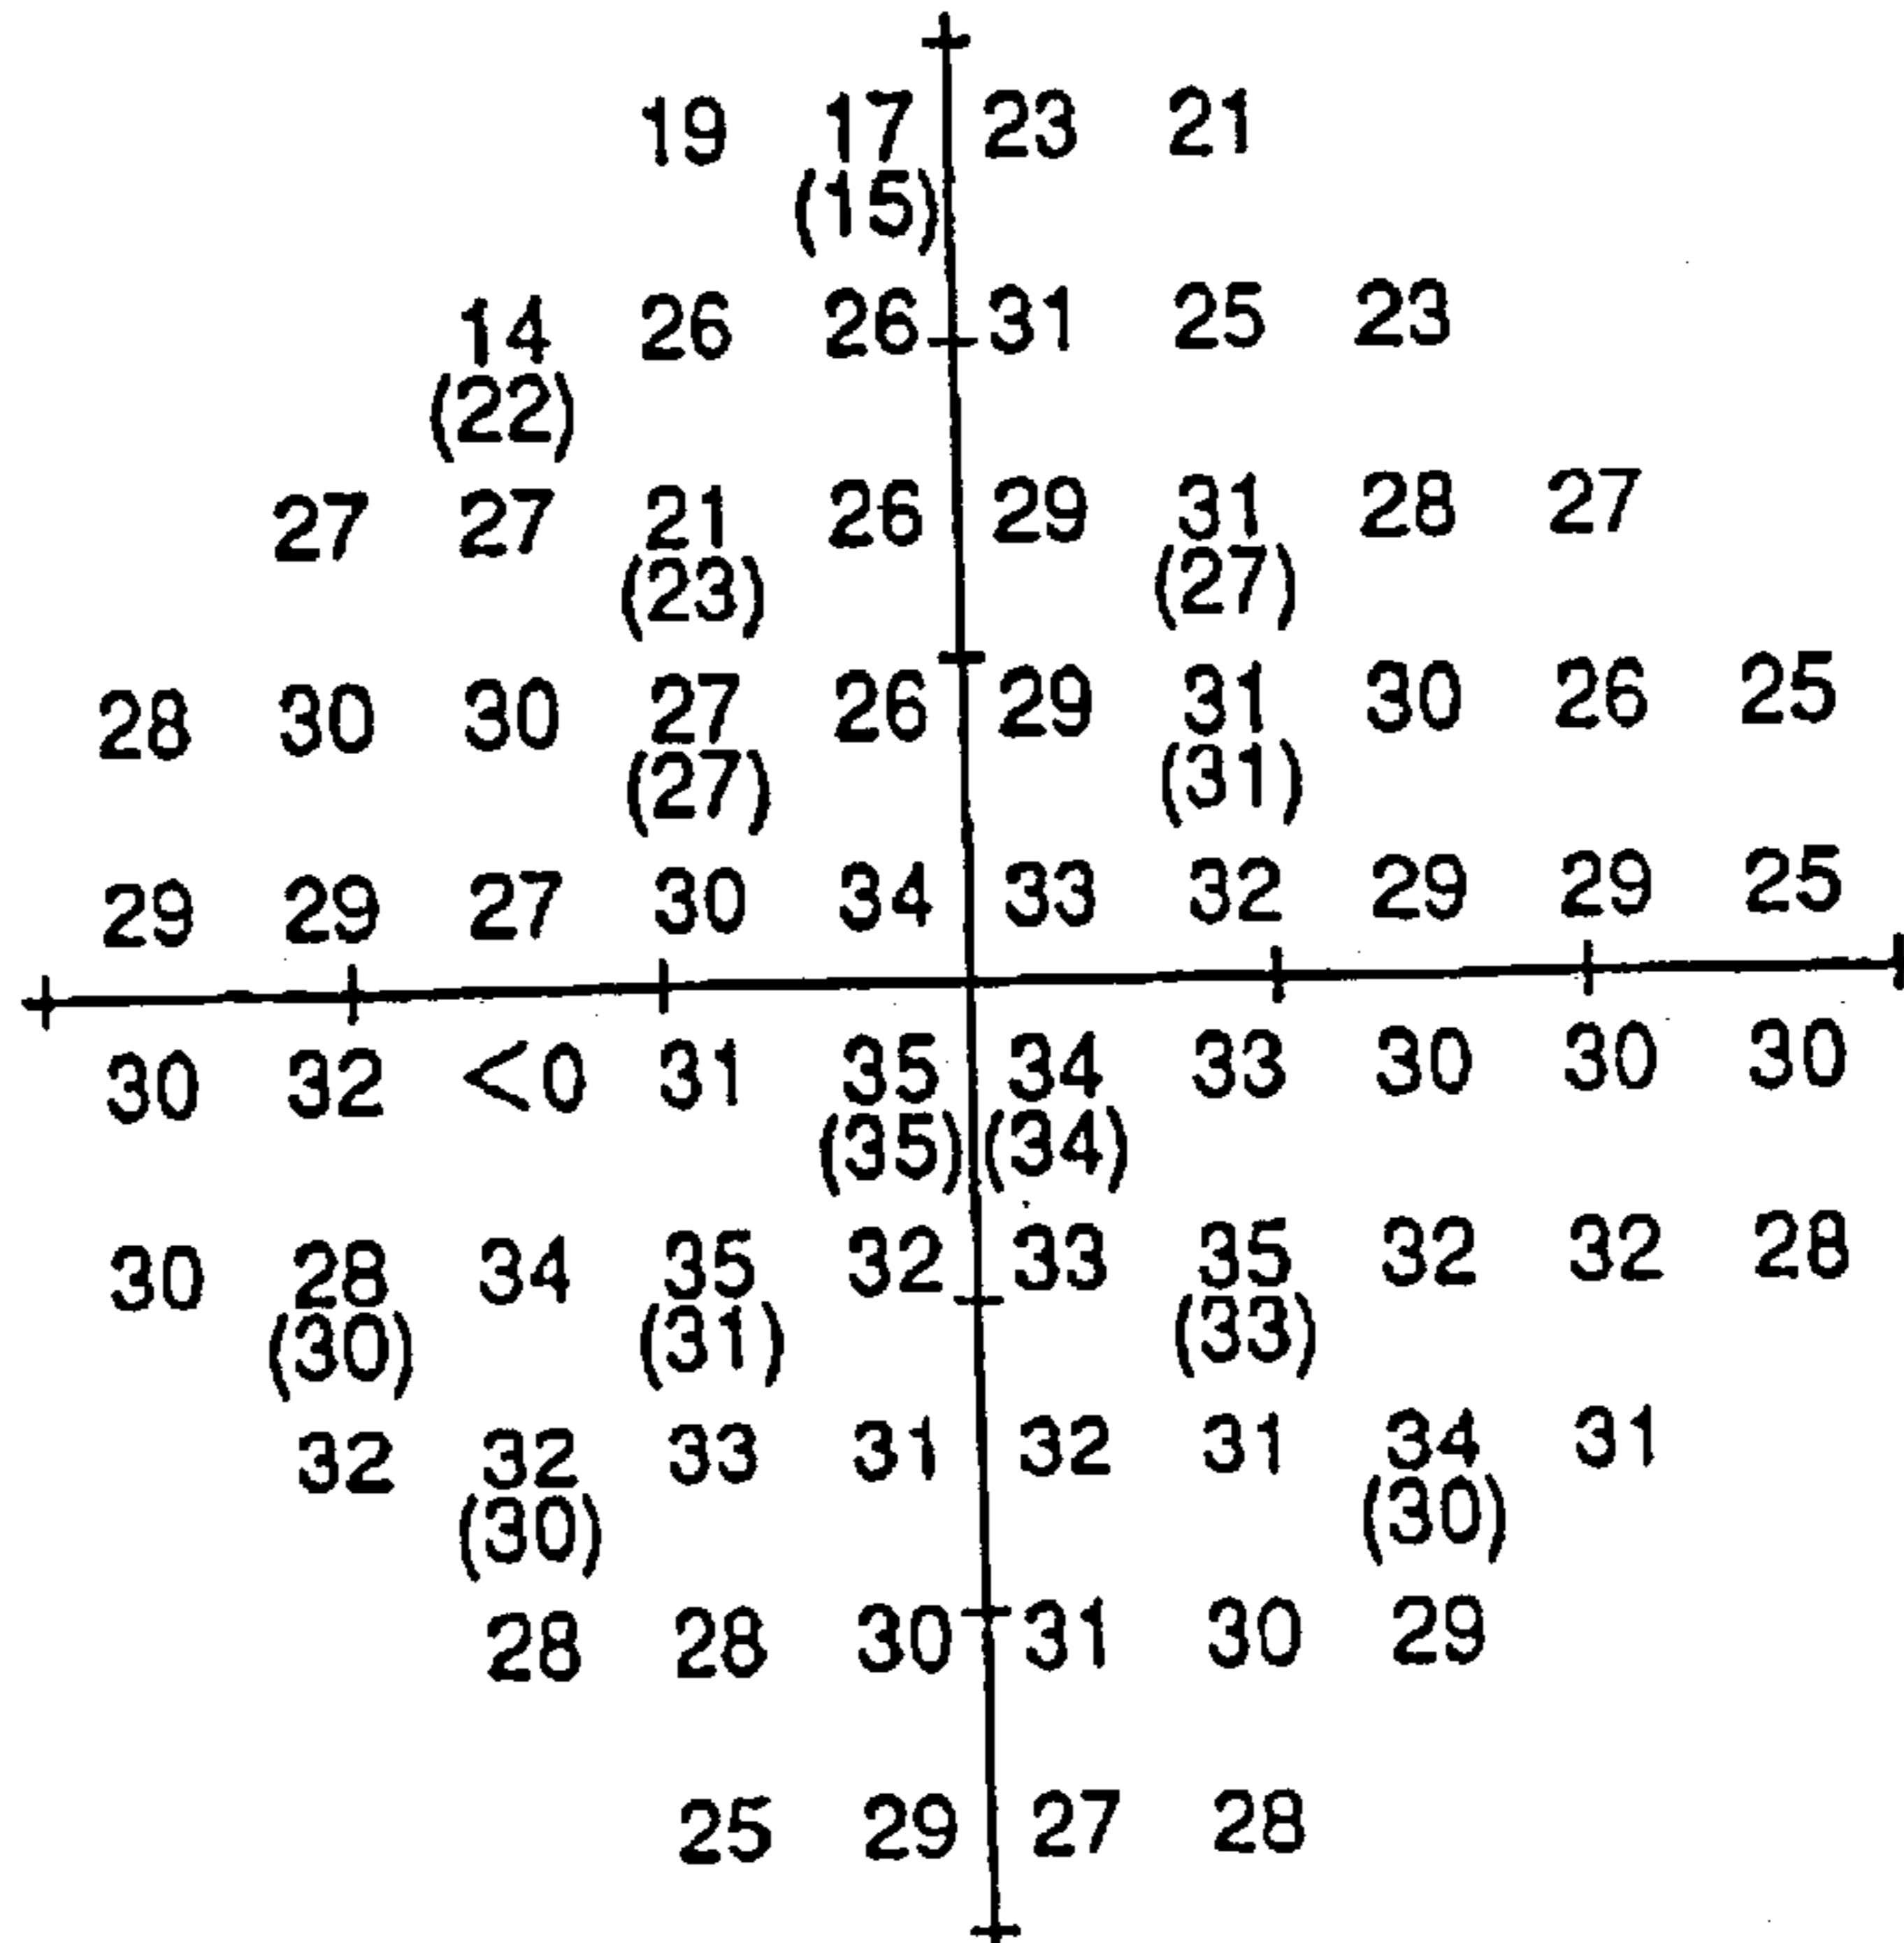 19 17 23 21
(15)
14 26 26 31 25 23
(22)
27 27 21 26 29 31 28 27
(23) (27)
28 30 30 27 26 29 31 30 26 25
(27) (31)
29 29 27 30 34 33 32 29 29 25
30 32 <0 31 35 34 33 30 30 30
(35) (34)
30 28 34 35 32 33 35 32 32 28
(30) (31) (33)
32 32 33 31 32 31 34 31
(30) (30)
28 28 30 31 30 29
25 29 27 28